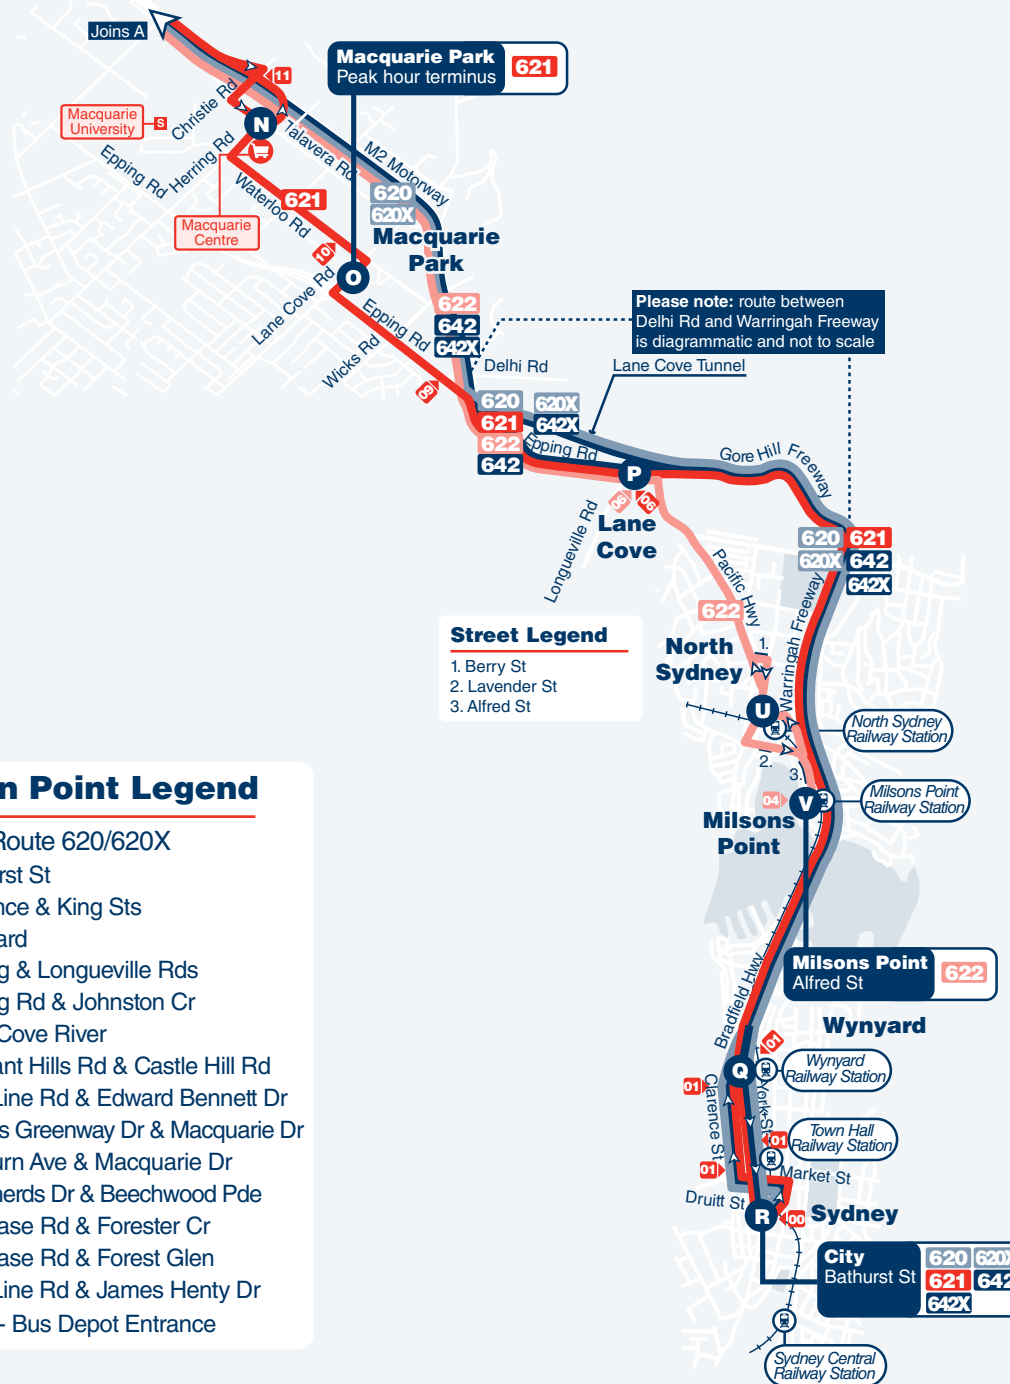 Joins A
Macquarie Park
Peak hour terminus
621
11
Christie Rd
Macquarie
University
S
N
Talavera Rd
M2 Motorway
Epping Rd
Herring Rd
Waterloo Rd
621
620
620X
Macquarie
Centre
Macquarie
Park
10
O
Lane Cove Rd
Epping Rd
Wicks Rd
09
622
642
642X
Please note: route between
Delhi Rd and Warringah Freeway
is diagrammatic and not to scale
Delhi Rd
Lane Cove Tunnel
620
620X
621
642X
622
642
Epping Rd
Gore Hill Freeway
P
06
06
Lane
Cove
Longueville Rd
620
621
620X
642
642X
Pacific Hwy
622
Warringah Freeway
Street Legend
1. Berry St
2. Lavender St
3. Alfred St
North
Sydney
1.
U
2.
3.
North Sydney
Railway Station
04
V
Milsons Point
Railway Station
Milsons
Point
n Point Legend
Route 620/620X
rst St
nce & King Sts
ard
g & Longueville Rds
g Rd & Johnston Cr
Cove River
ant Hills Rd & Castle Hill Rd
Line Rd & Edward Bennett Dr
s Greenway Dr & Macquarie Dr
urn Ave & Macquarie Dr
herds Dr & Beechwood Pde
ase Rd & Forester Cr
ase Rd & Forest Glen
Line Rd & James Henty Dr
- Bus Depot Entrance
Milsons Point
Alfred St
622
Bradfield Hwy
Wynyard
01
Q
Wynyard
Railway Station
01
Clarence St
York St
01
Town Hall
Railway Station
01
Market St
Druitt St
R
00
Sydney
City
Bathurst St
620
620X
621
642
642X
Sydney Central
Railway Station